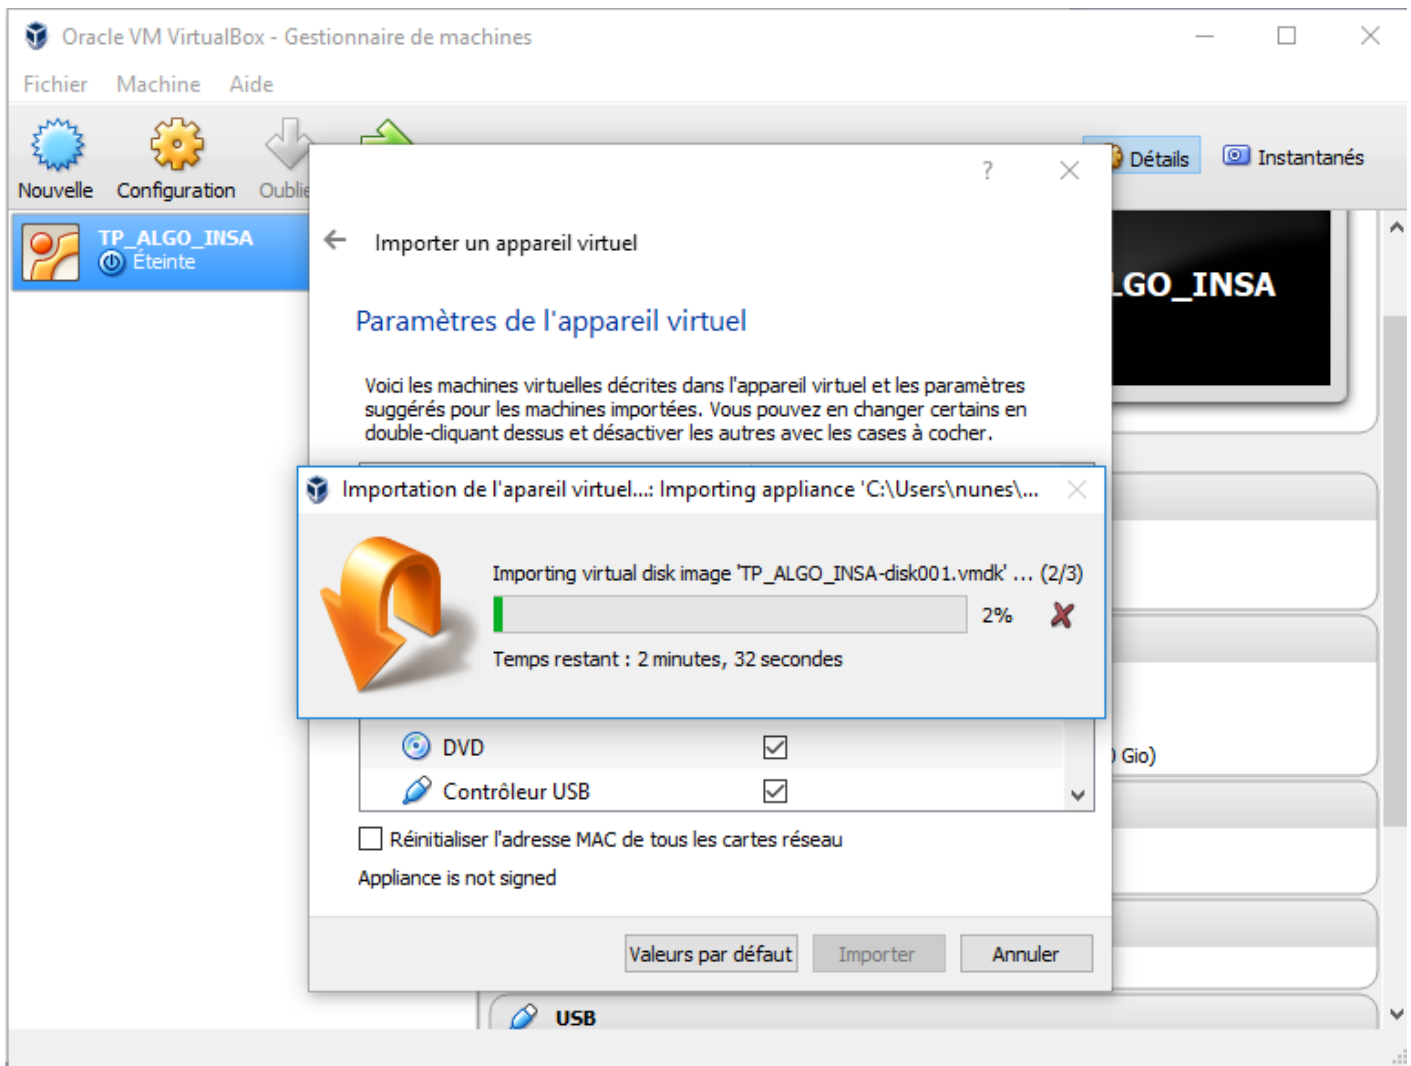 Oracle VM VirtualBox - Gestionnaire de machines
Fichier Machine Aide
Nouvelle Configuration Oublie
Détails Instantanés
TP_ALGO_INSA
Éteinte
?
Importer un appareil virtuel
LGO_INSA
Paramètres de l'appareil virtuel
Voici les machines virtuelles décrites dans l'appareil virtuel et les paramètres
suggérés pour les machines importées. Vous pouvez en changer certains en
double-cliquant dessus et désactiver les autres avec les cases à cocher.
Importation de l'apareil virtuel...: Importing appliance 'C:\Users\nunes\...
Importing virtual disk image 'TP_ALGO_INSA-disk001.vmdk' ... (2/3)
2%
Temps restant : 2 minutes, 32 secondes
DVD
Contrôleur USB
Gio)
Réinitialiser l'adresse MAC de tous les cartes réseau
Appliance is not signed
Valeurs par défaut Importer Annuler
USB